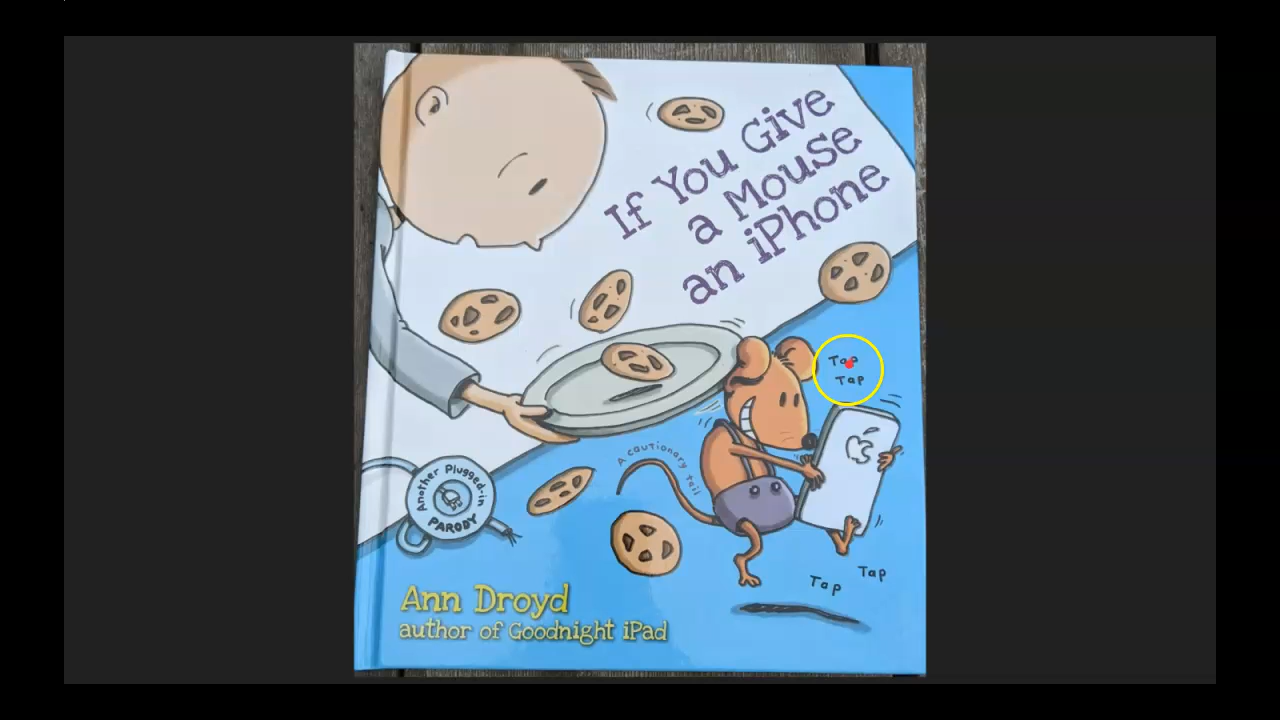 If You Give
a Mouse
an iPhone
Tap
Tap
A cautionary tail
Another Plugged-in
PARODY
Tap
Tap
Ann Droyd
author of Goodnight iPad